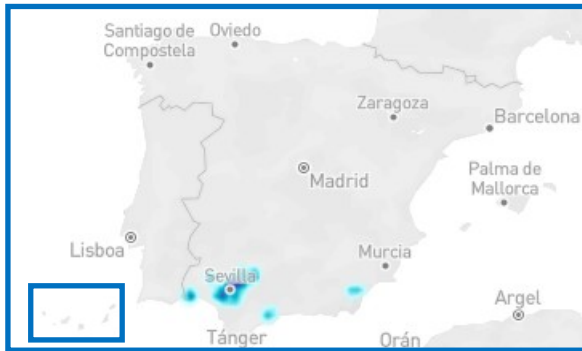 Santiago de
Compostela
Oviedo
Zaragoza
Barcelona
Madrid
Palma de
Mallorca
Lisboa
Murcia
Sevilla
Argel
Tánger
Orán